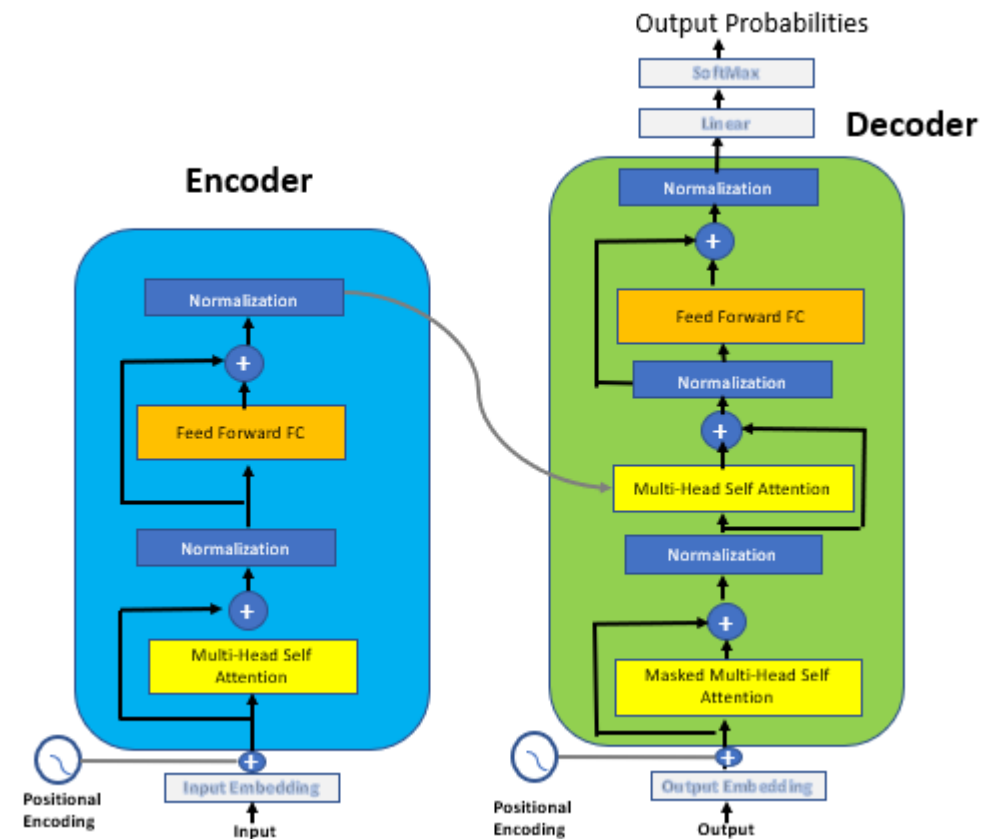 Output Probabilities
SoftMax
Linear
Decoder
Encoder
Normalization
Feed Forward FC
Normalization
Multi-Head Self
Attention
Positional
Encoding
Input Embedding
Input
Normalization
Feed Forward FC
Normalization
Multi-Head Self Attention
Normalization
Masked Multi-Head Self
Attention
Positional
Encoding
Output Embedding
Output